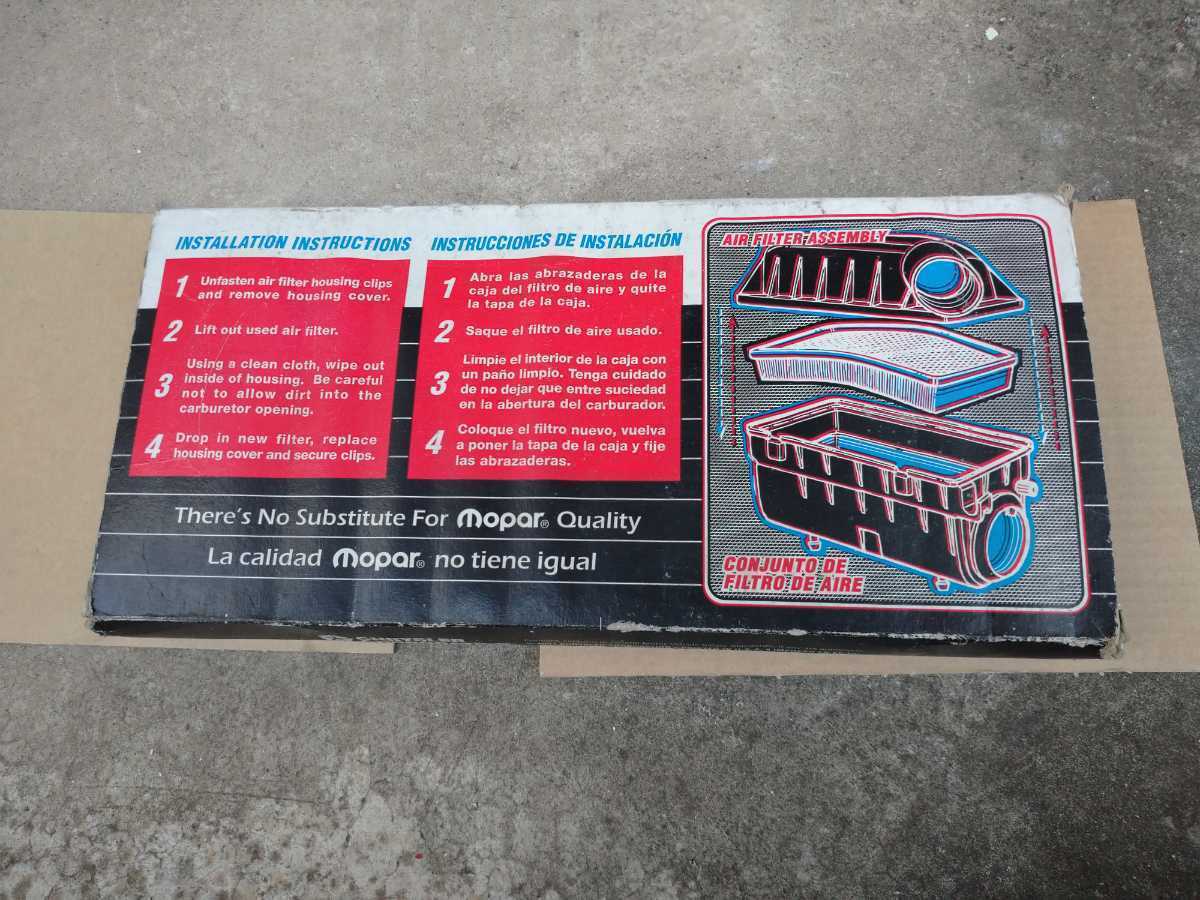 INSTALLATION INSTRUCTIONS
1 Unfasten air filter housing clips
and remove housing cover.
2 Lift out used air filter.
3 Using a clean cloth, wipe out
inside of housing. Be careful
not to allow dirt into the
carburetor opening.
4 Drop in new filter, replace
housing cover and secure clips.
INSTRUCCIONES DE INSTALACIÓN
1 Abra las abrazaderas de la
caja del filtro de aire y quite
la tapa de la caja.
2 Saque el filtro de aire usado.
3 Limpie el interior de la caja con
un paño limpio. Tenga cuidado
de no dejar que entre suciedad
en la abertura del carburador.
4 Coloque el filtro nuevo, vuelva
a poner la tapa de la caja y fije
las abrazaderas.
There's No Substitute For Mopar® Quality
La calidad Mopar® no tiene igual
AIR FILTER ASSEMBLY
CONJUNTO DE
FILTRO DE AIRE